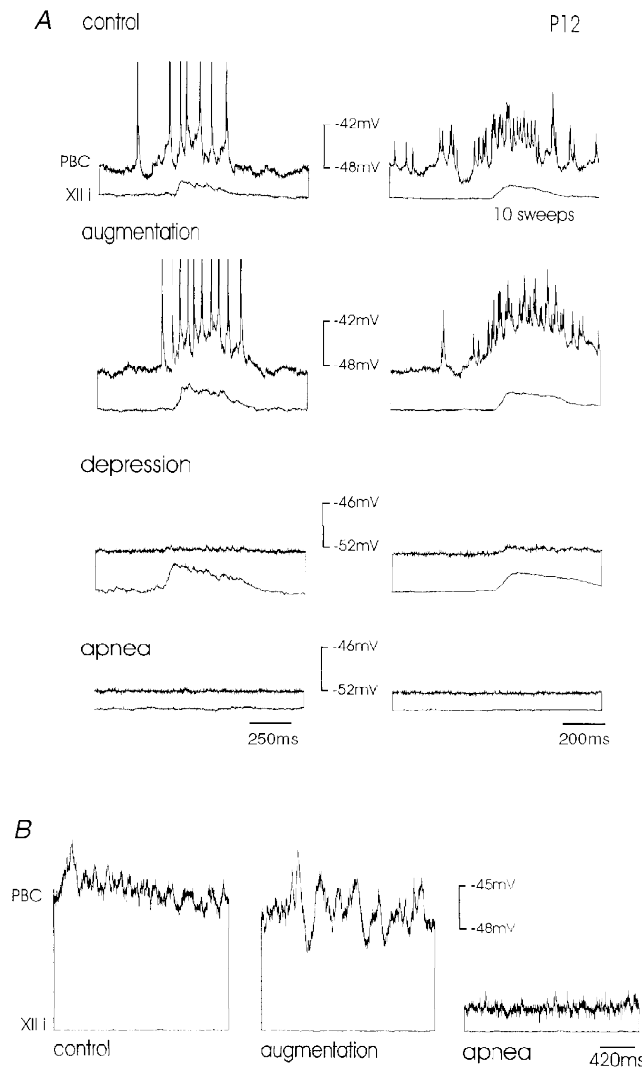 A control P12
-42mV
PBC -48mV
XII i
10 sweeps
augmentation
-42mV
-48mV
depression
-46mV
-52mV
apnea
-46mV
-52mV
250ms 200ms
B
PBC -45mV
-48mV
XII i
control augmentation apnea 420ms